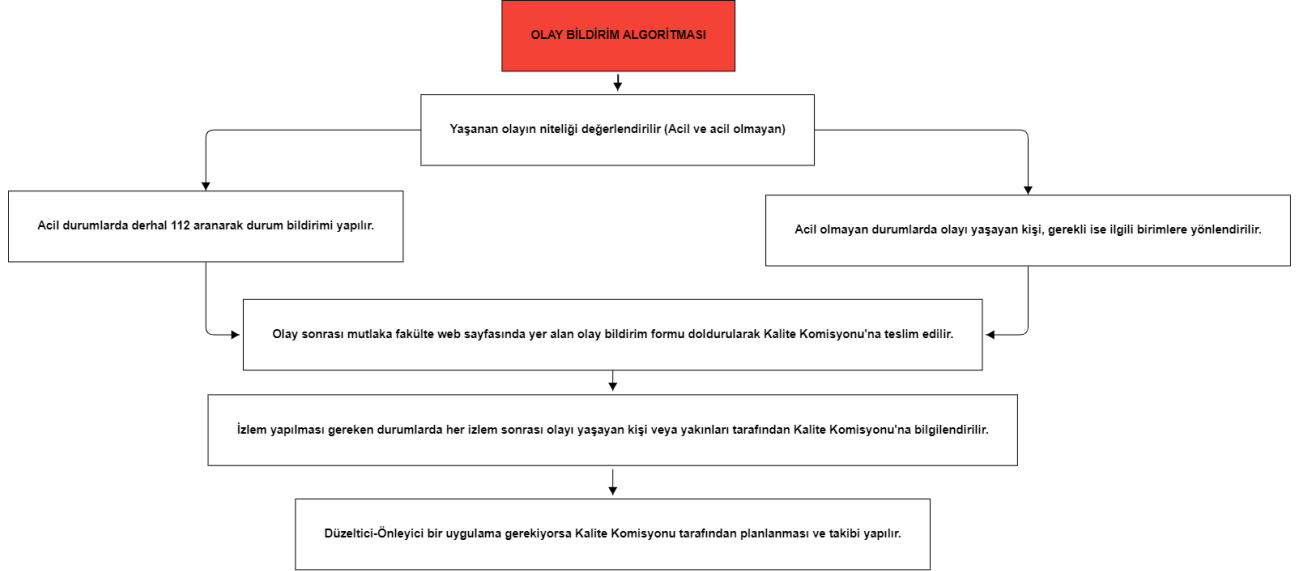 OLAY BİLDİRİM ALGORİTMASI
Yaşanan olayın niteliği değerlendirilir (Acil ve acil olmayan)
Acil durumlarda derhal 112 aranarak durum bildirimi yapılır.
Acil olmayan durumlarda olayı yaşayan kişi, gerekli ise ilgili birimlere yönlendirilir.
Olay sonrası mutlaka fakülte web sayfasında yer alan olay bildirim formu doldurularak Kalite Komisyonu'na teslim edilir.
İzlem yapılması gereken durumlarda her izlem sonrası olayı yaşayan kişi veya yakınları tarafından Kalite Komisyonu'na bilgilendirilir.
Düzeltici-Önleyici bir uygulama gerekiyorsa Kalite Komisyonu tarafından planlanması ve takibi yapılır.